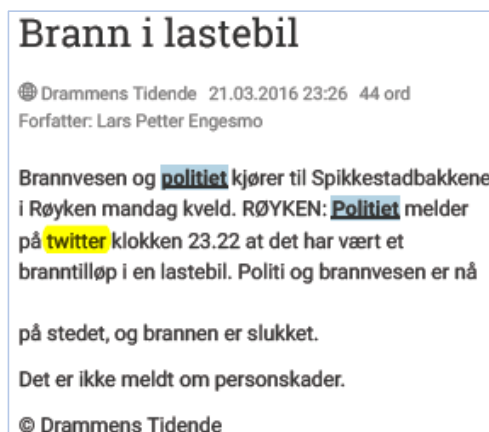 Brann i lastebil
Drammens Tidende 21.03.2016 23:26 44 ord
Forfatter: Lars Petter Engesmo
Brannvesen og politiet kjører til Spikkestadbakkene
i Røyken mandag kveld. RØYKEN: Politiet melder
på twitter klokken 23.22 at det har vært et
branntilløp i en lastebil. Politi og brannvesen er nå
på stedet, og brannen er slukket.
Det er ikke meldt om personskader.
© Drammens Tidende